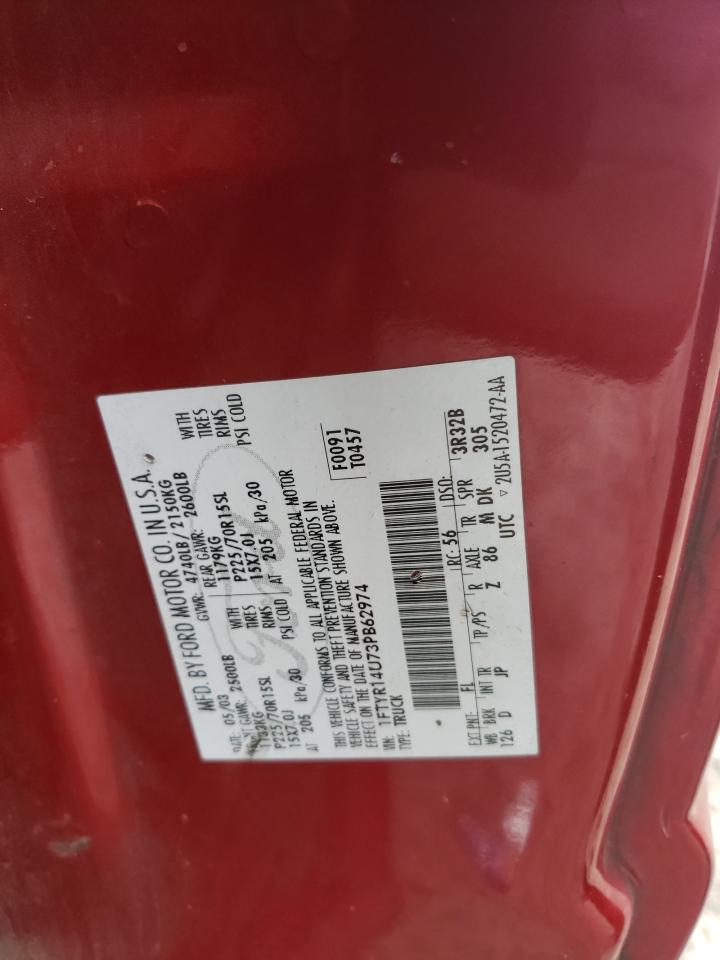 MFD. BY FORD MOTOR CO. IN U.S.A.
DATE: 05/03 GVWR: 4740LB/ 2150KG
GAWR: 2500LB REAR GAWR: 2600LB
KG WITH 1179KG WITH
P225/70R15SL TIRES P225/70R15SL TIRES
15X7.0J RIMS 15X7.0J RIMS
AT 205 kPa/30 PSI COLD AT 205 kPa/30 PSI COLD
THIS VEHICLE CONFORMS TO ALL APPLICABLE FEDERAL MOTOR
VEHICLE SAFETY AND THEFT PREVENTION STANDARDS IN
EFFECT ON THE DATE OF MANUFACTURE SHOWN ABOVE.
VIN: 1FTYR14U73PB62974 F0091
TYPE: TRUCK T0457
EXT PNT: FL RC: 56 DSO: 3R32B
WB BRK INT TR TP/PS R AXLE TR SPR 305
126 D JP Z 86 M DK
UTC ▽ 2U5A-1520472-AA